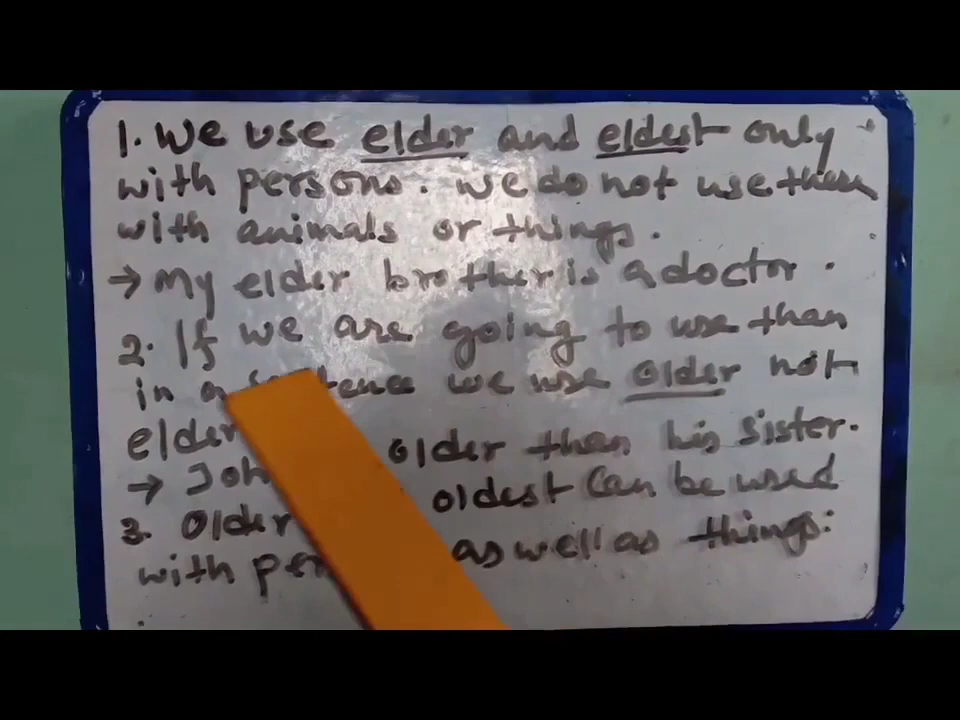 1. We use elder and eldest only
with persons. We do not use them
with animals or things.
→ My elder brother is a doctor.
2. If we are going to use than
in a sentence we use older not
elder
→ John older than his sister.
3. Older oldest can be used
with as well as things.